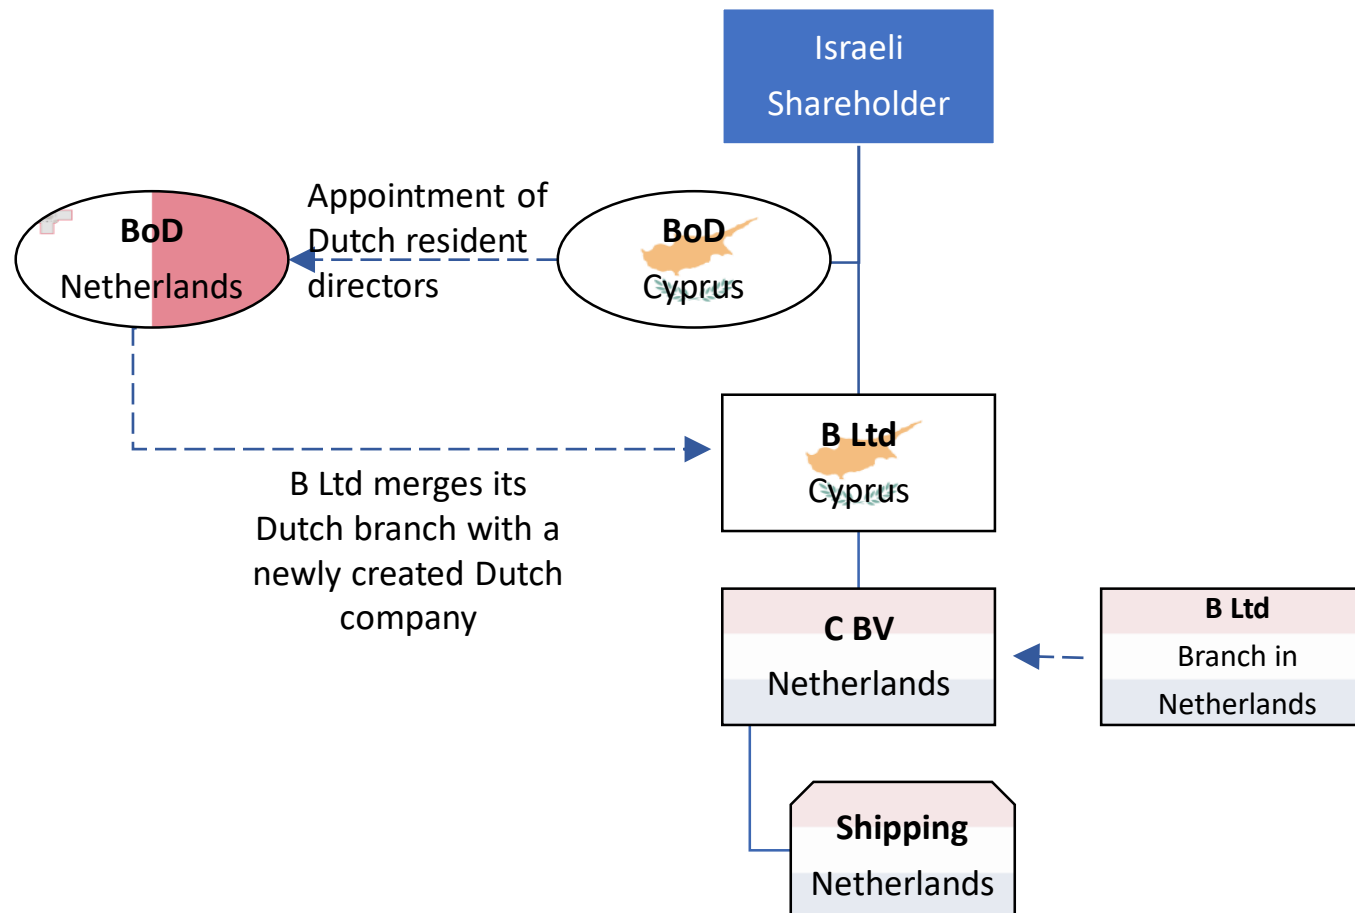 Israeli
Shareholder
Appointment of
Dutch resident
directors
BoD
Netherlands
BoD
Cyprus
B Ltd
Cyprus
B Ltd merges its
Dutch branch with a
newly created Dutch
company
C BV
Netherlands
B Ltd
Branch in
Netherlands
Shipping
Netherlands